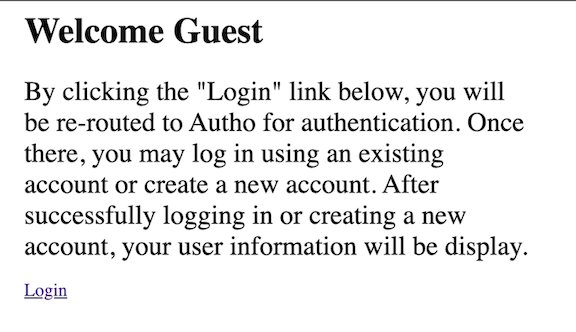 Welcome Guest
By clicking the "Login" link below, you will
be re-routed to Autho for authentication. Once
there, you may log in using an existing
account or create a new account. After
successfully logging in or creating a new
account, your user information will be display.
Login